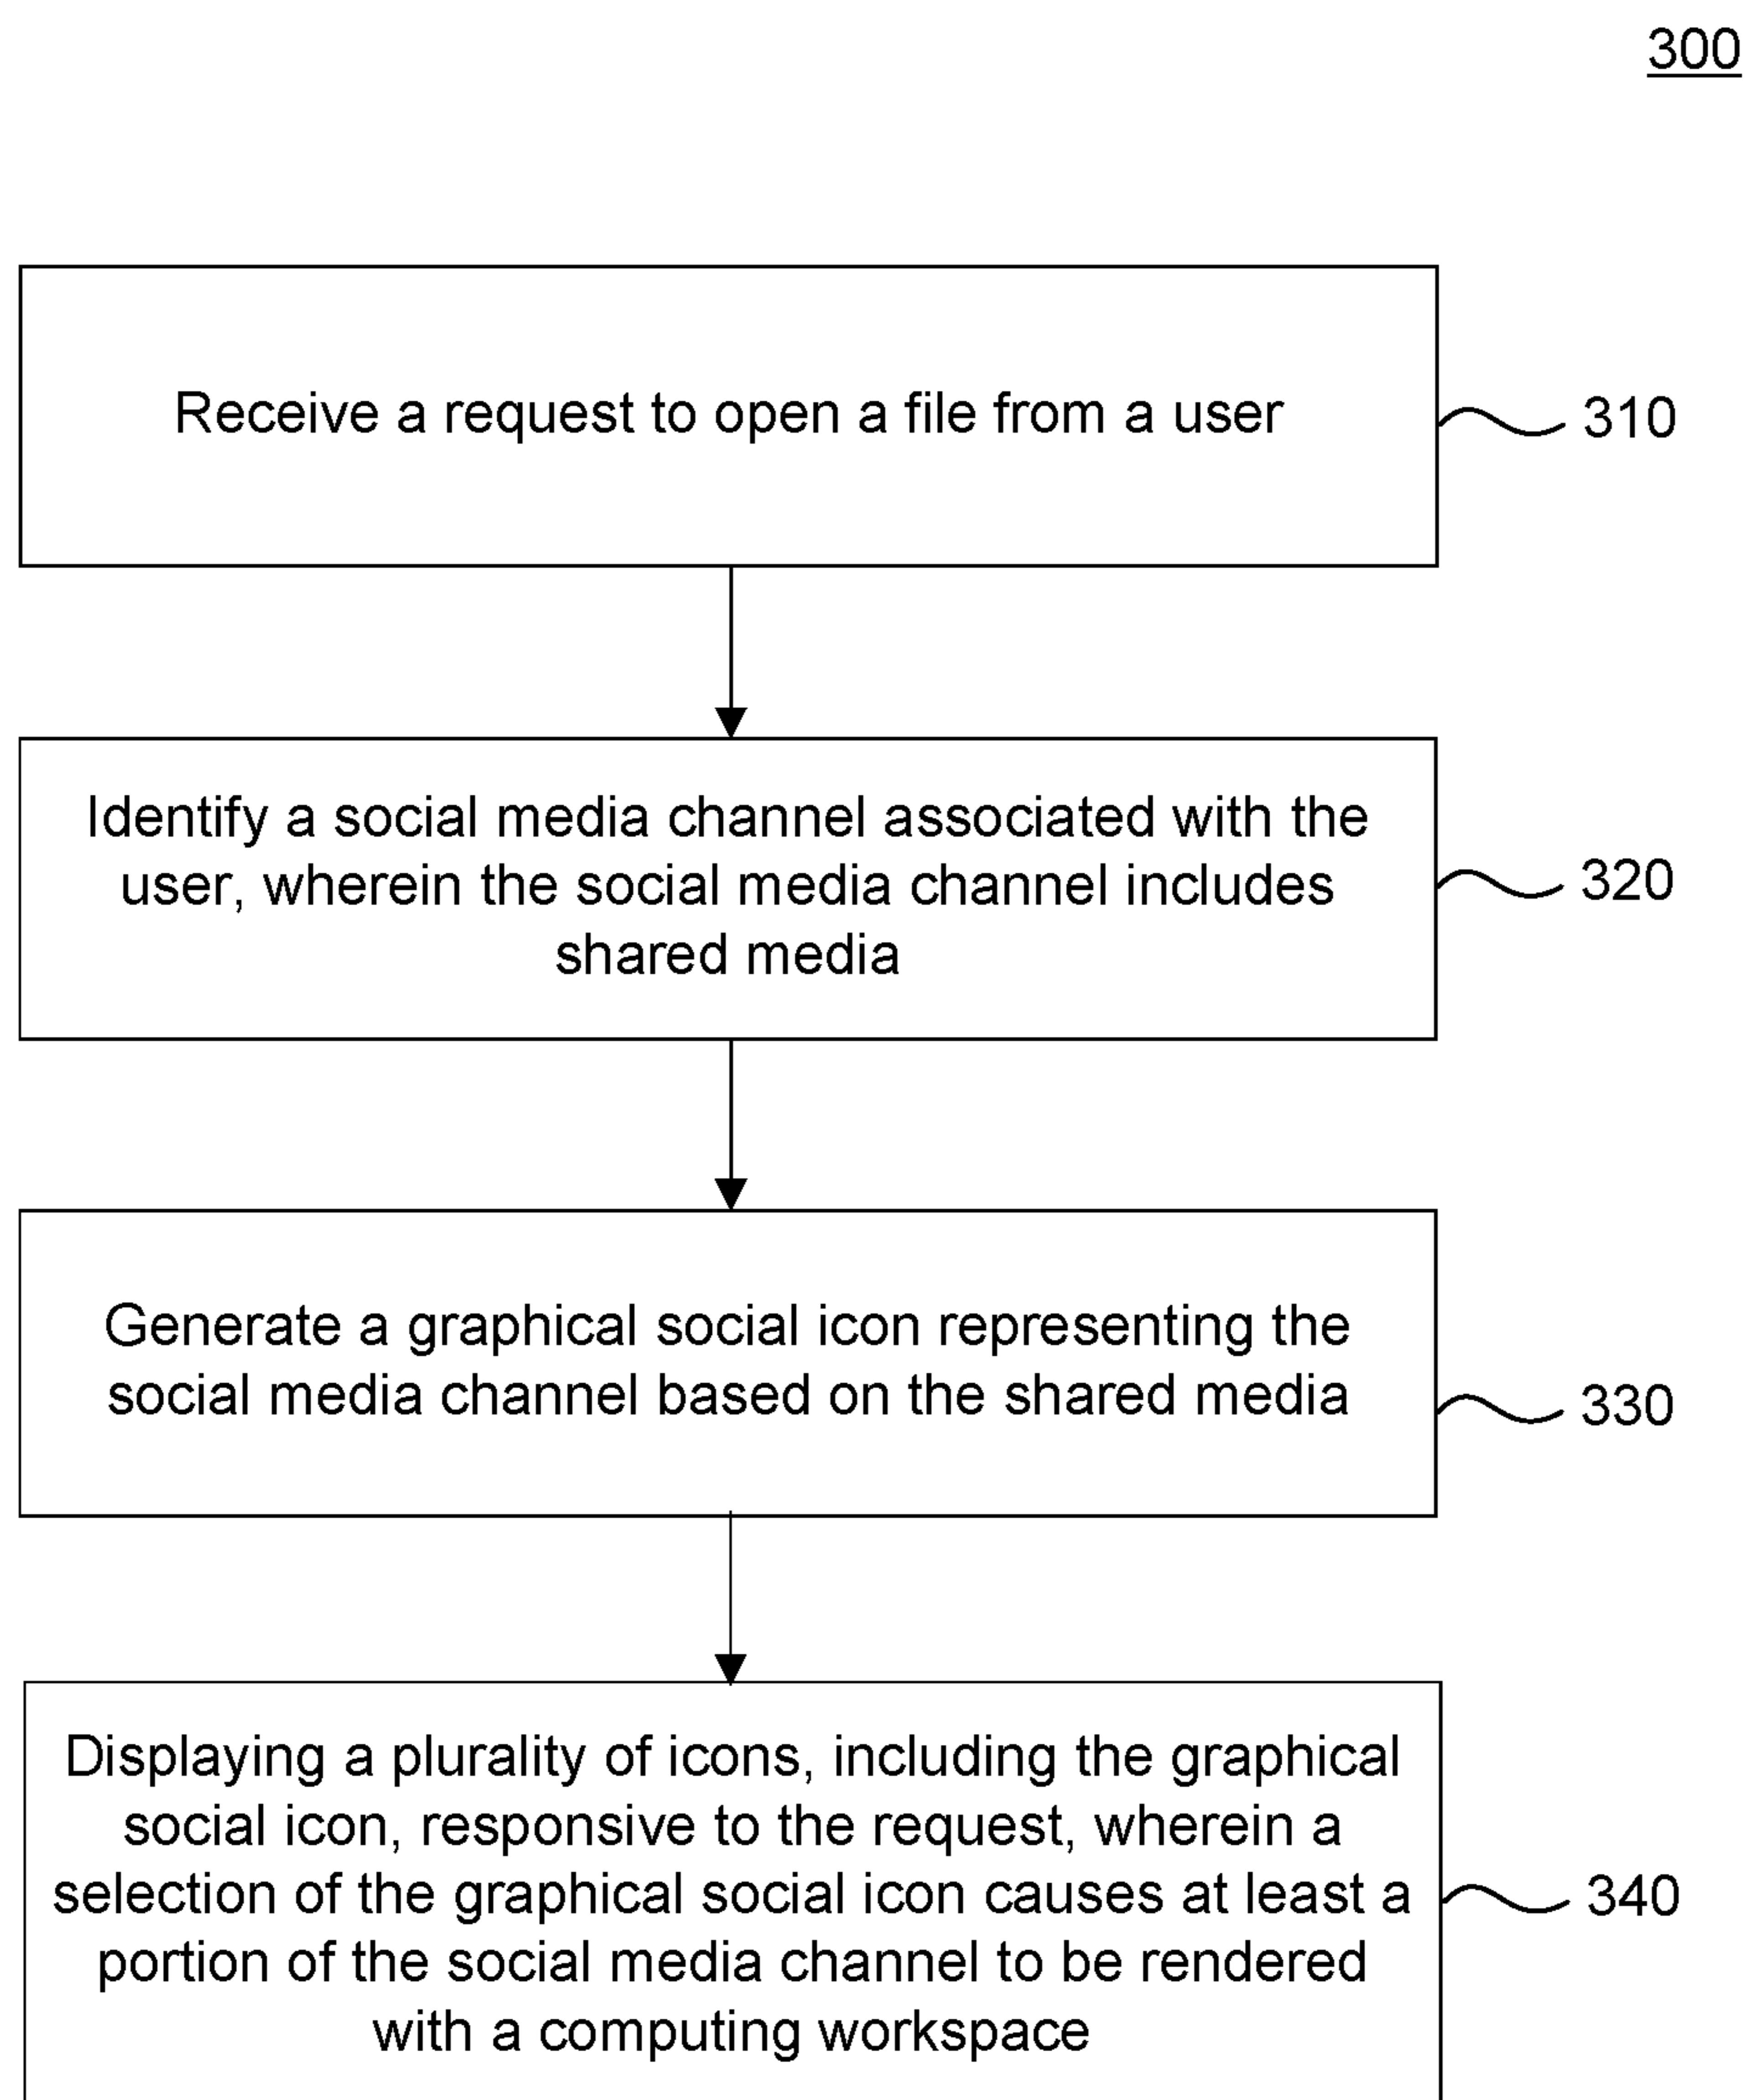 300
Receive a request to open a file from a user
310
Identify a social media channel associated with the
user, wherein the social media channel includes
shared media
320
Generate a graphical social icon representing the
social media channel based on the shared media
330
Displaying a plurality of icons, including the graphical
social icon, responsive to the request, wherein a
selection of the graphical social icon causes at least a
portion of the social media channel to be rendered
with a computing workspace
340